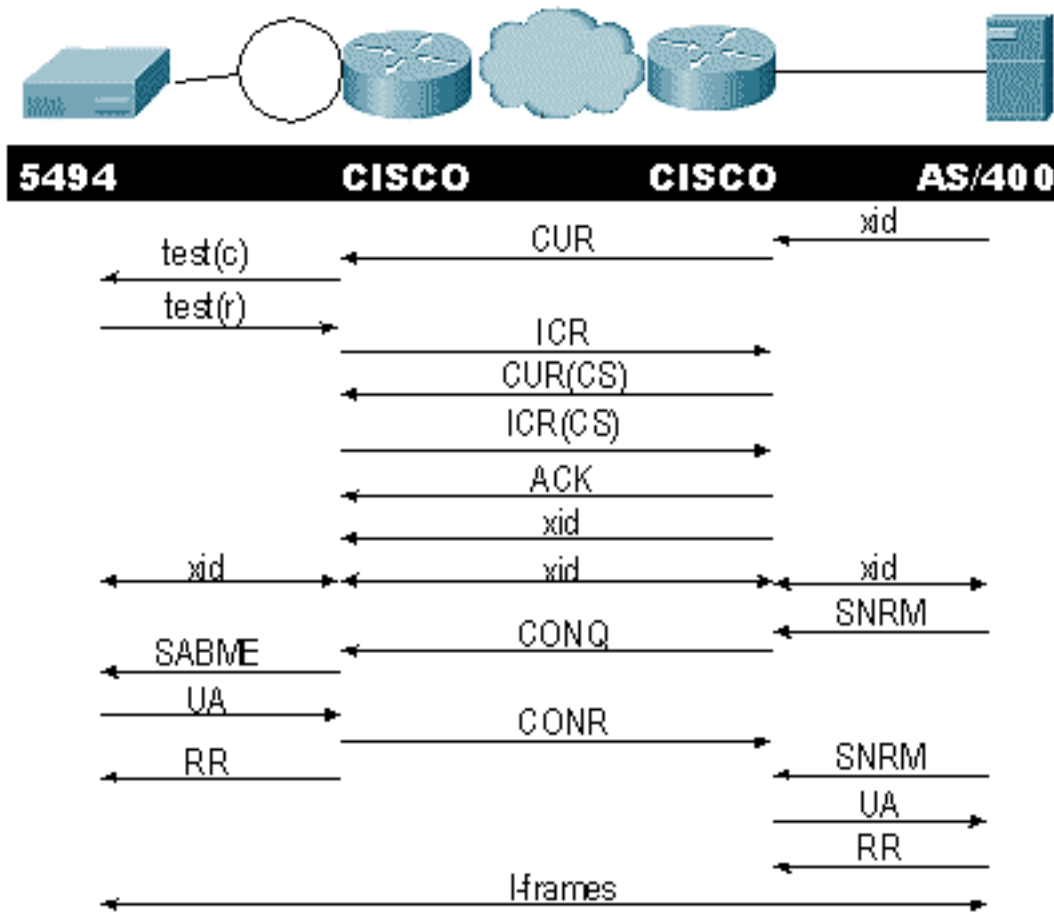 5494 CISCO CISCO AS/400
xid
CUR
test(c)
test(r)
ICR
CUR(CS)
ICR(CS)
ACK
xid
xid xid xid
SNRM
CONQ
SABME
UA
CONR
RR SNRM
UA
RR
I-frames